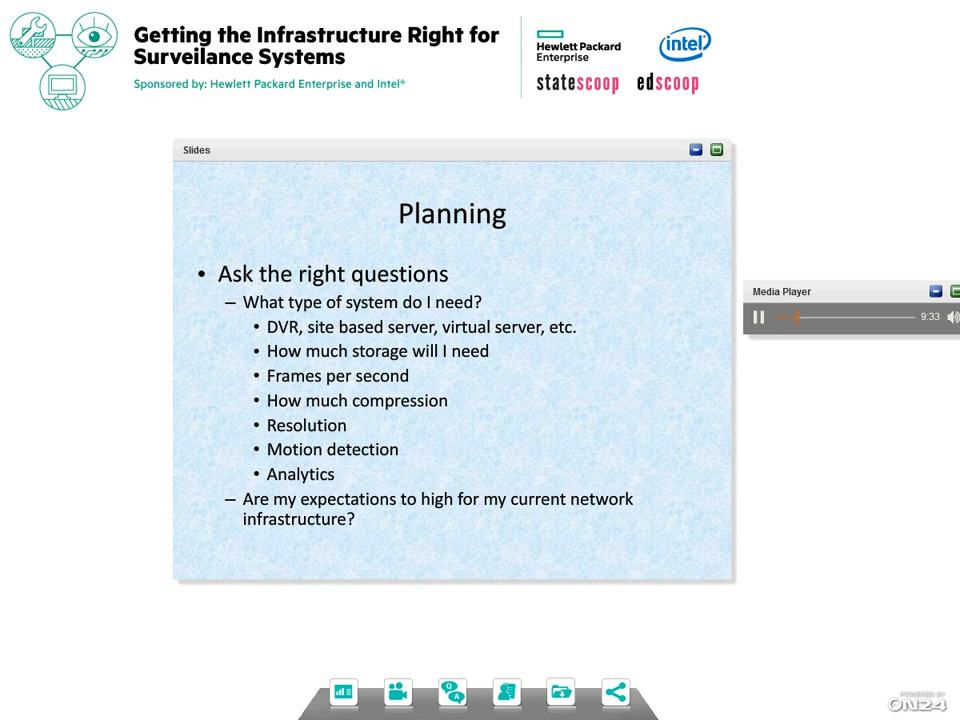 Getting the Infrastructure Right for
Surveilance Systems
Sponsored by: Hewlett Packard Enterprise and Intel®
Hewlett Packard
Enterprise
intel®
statescoop edscoop
Slides
Planning
• Ask the right questions
– What type of system do I need?
• DVR, site based server, virtual server, etc.
• How much storage will I need
• Frames per second
• How much compression
• Resolution
• Motion detection
• Analytics
– Are my expectations to high for my current network
infrastructure?
Media Player
9:33
Q A
POWERED BY
ON24